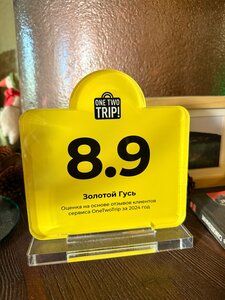 ONE TWO
TRIP!
8.9
Золотой Гусь
Оценка на основе отзывов клиентов
сервиса OneTwoTrip за 2024 год